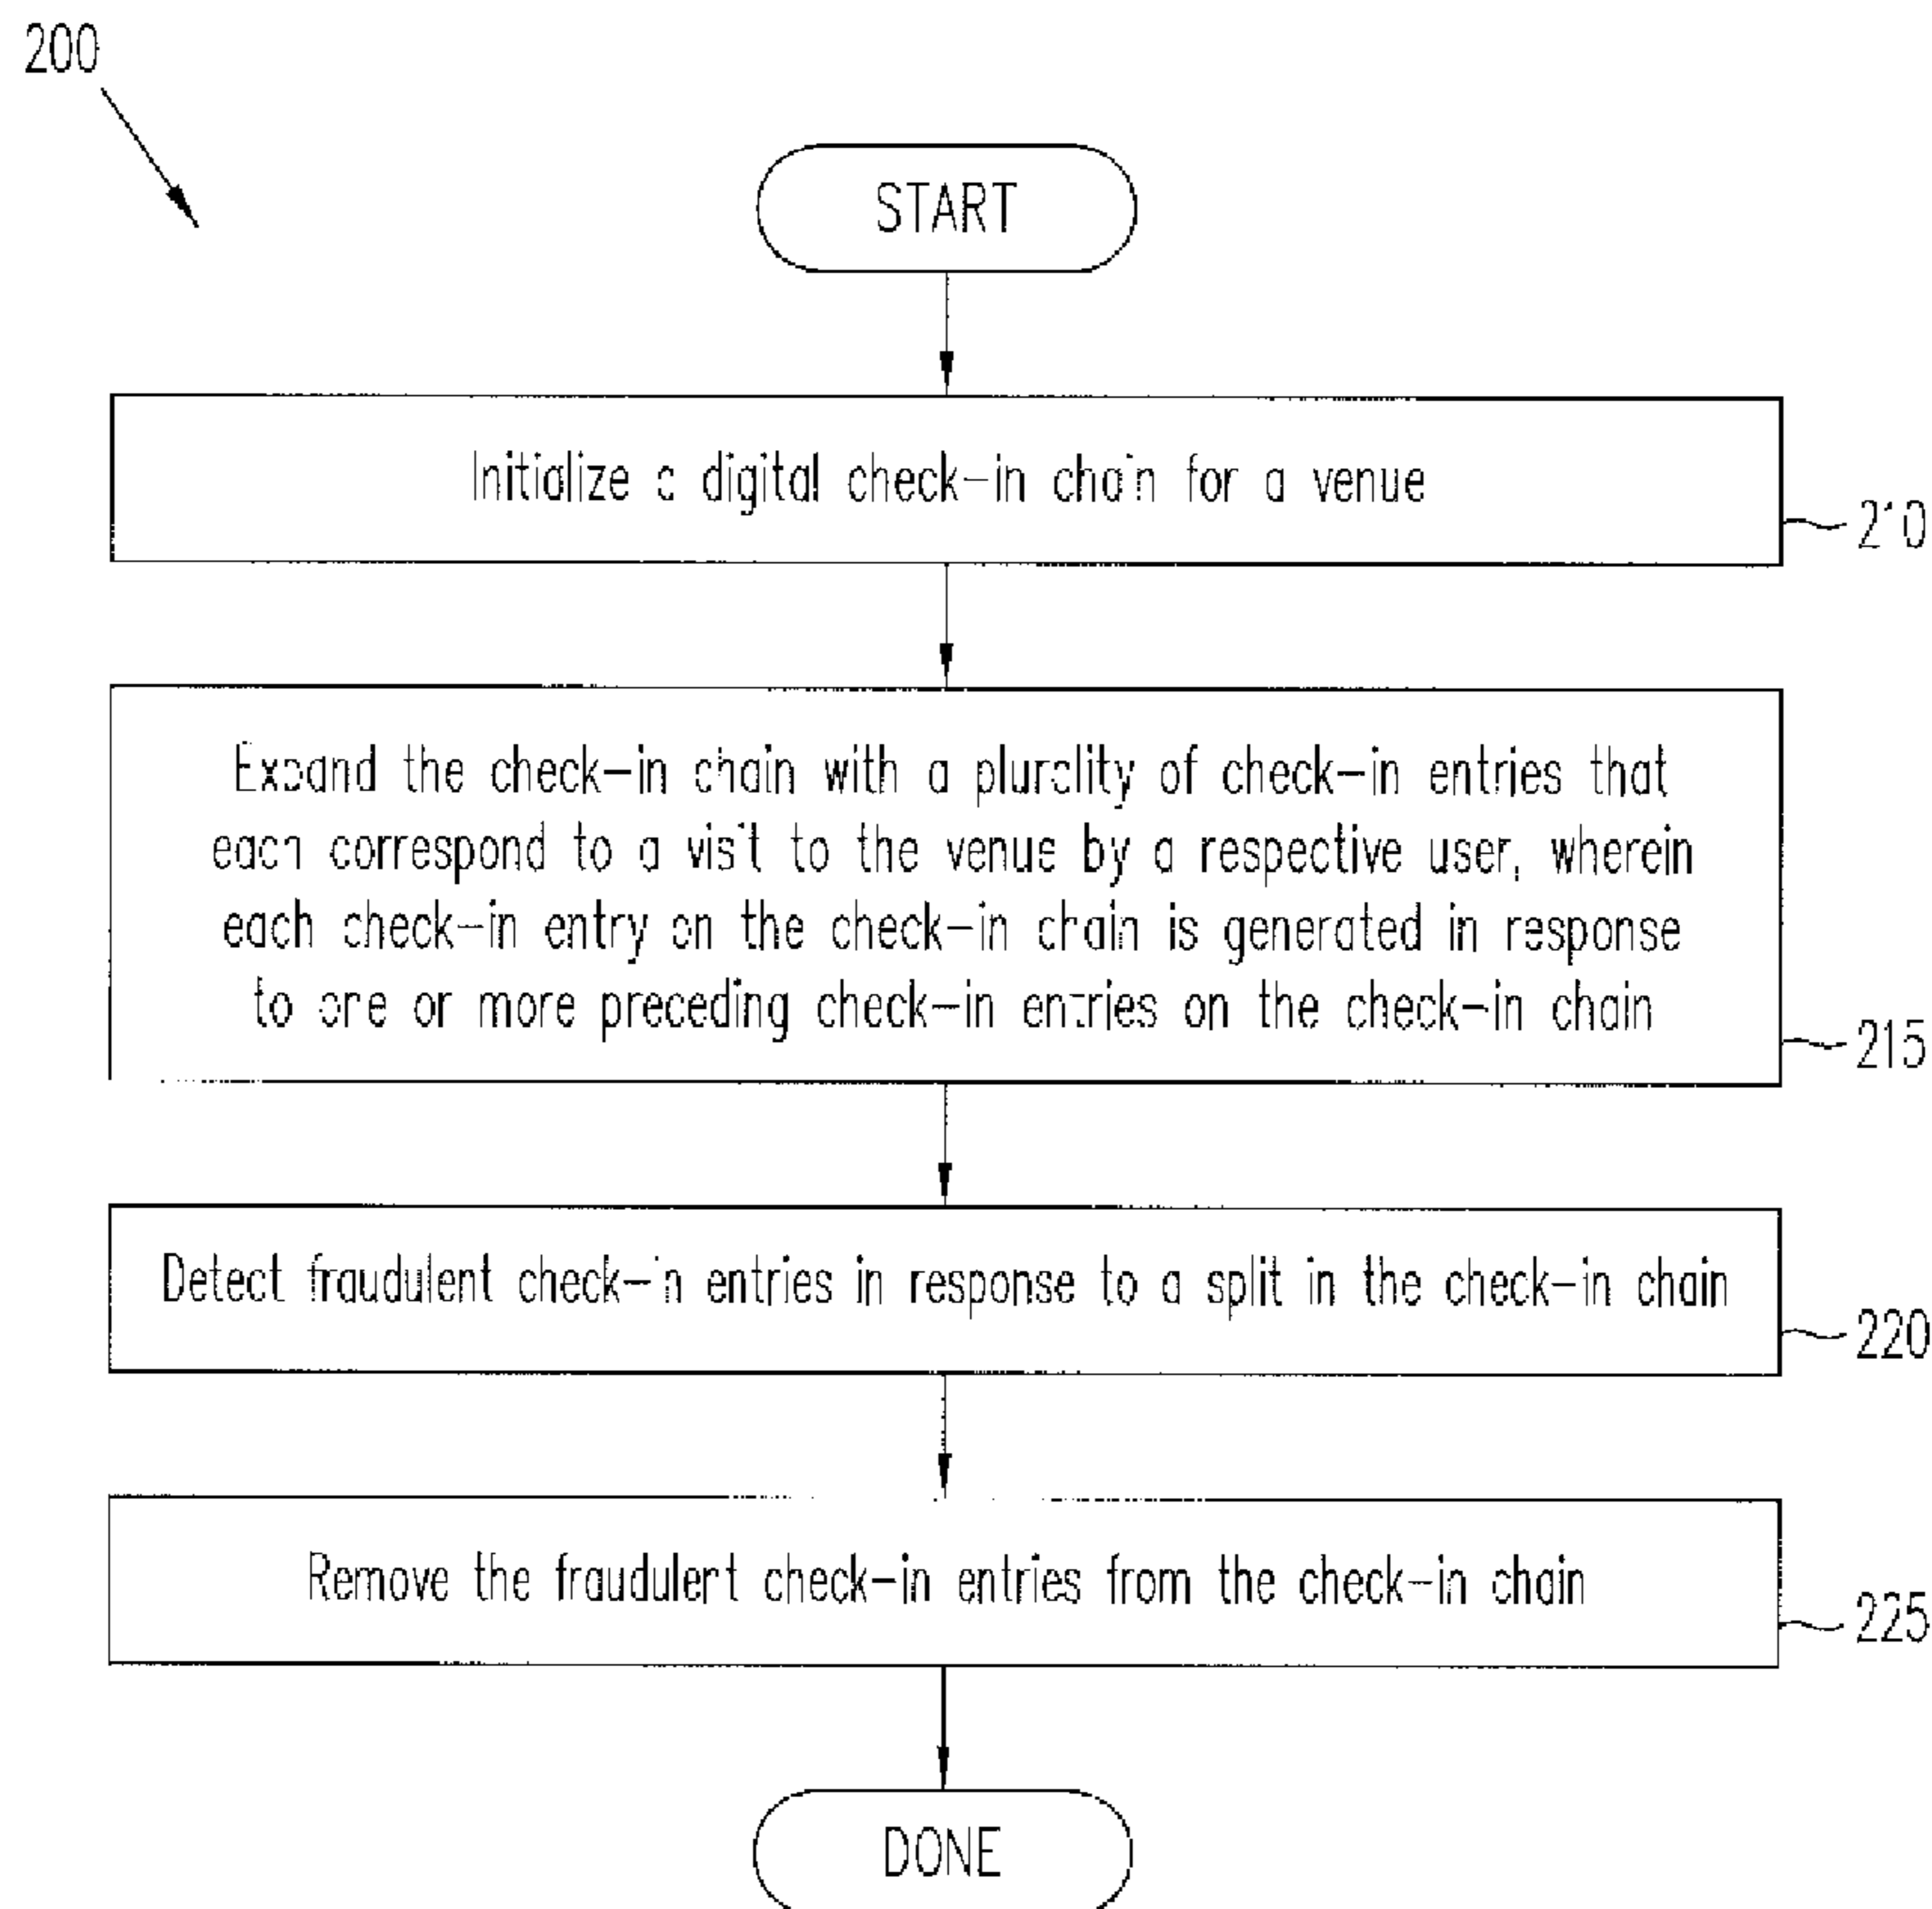 200
START
Initialize a digital check-in chain for a venue
210
Expand the check-in chain with a plurality of check-in entries that
each correspond to a visit to the venue by a respective user, wherein
each check-in entry on the check-in chain is generated in response
to one or more preceding check-in entries on the check-in chain
215
Detect fraudulent check-in entries in response to a split in the check-in chain
220
Remove the fraudulent check-in entries from the check-in chain
225
DONE